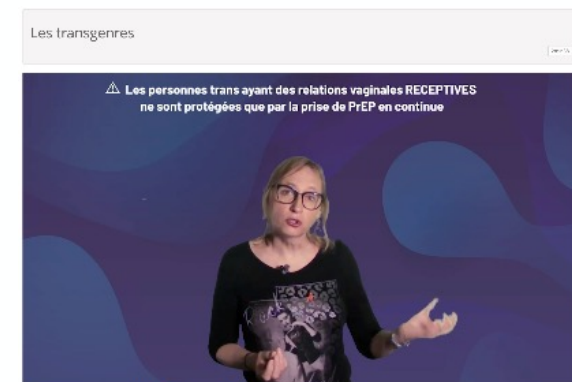 Les transgenres
⚠ Les personnes trans ayant des relations vaginales RECEPTIVES
ne sont protégées que par la prise de PrEP en continue